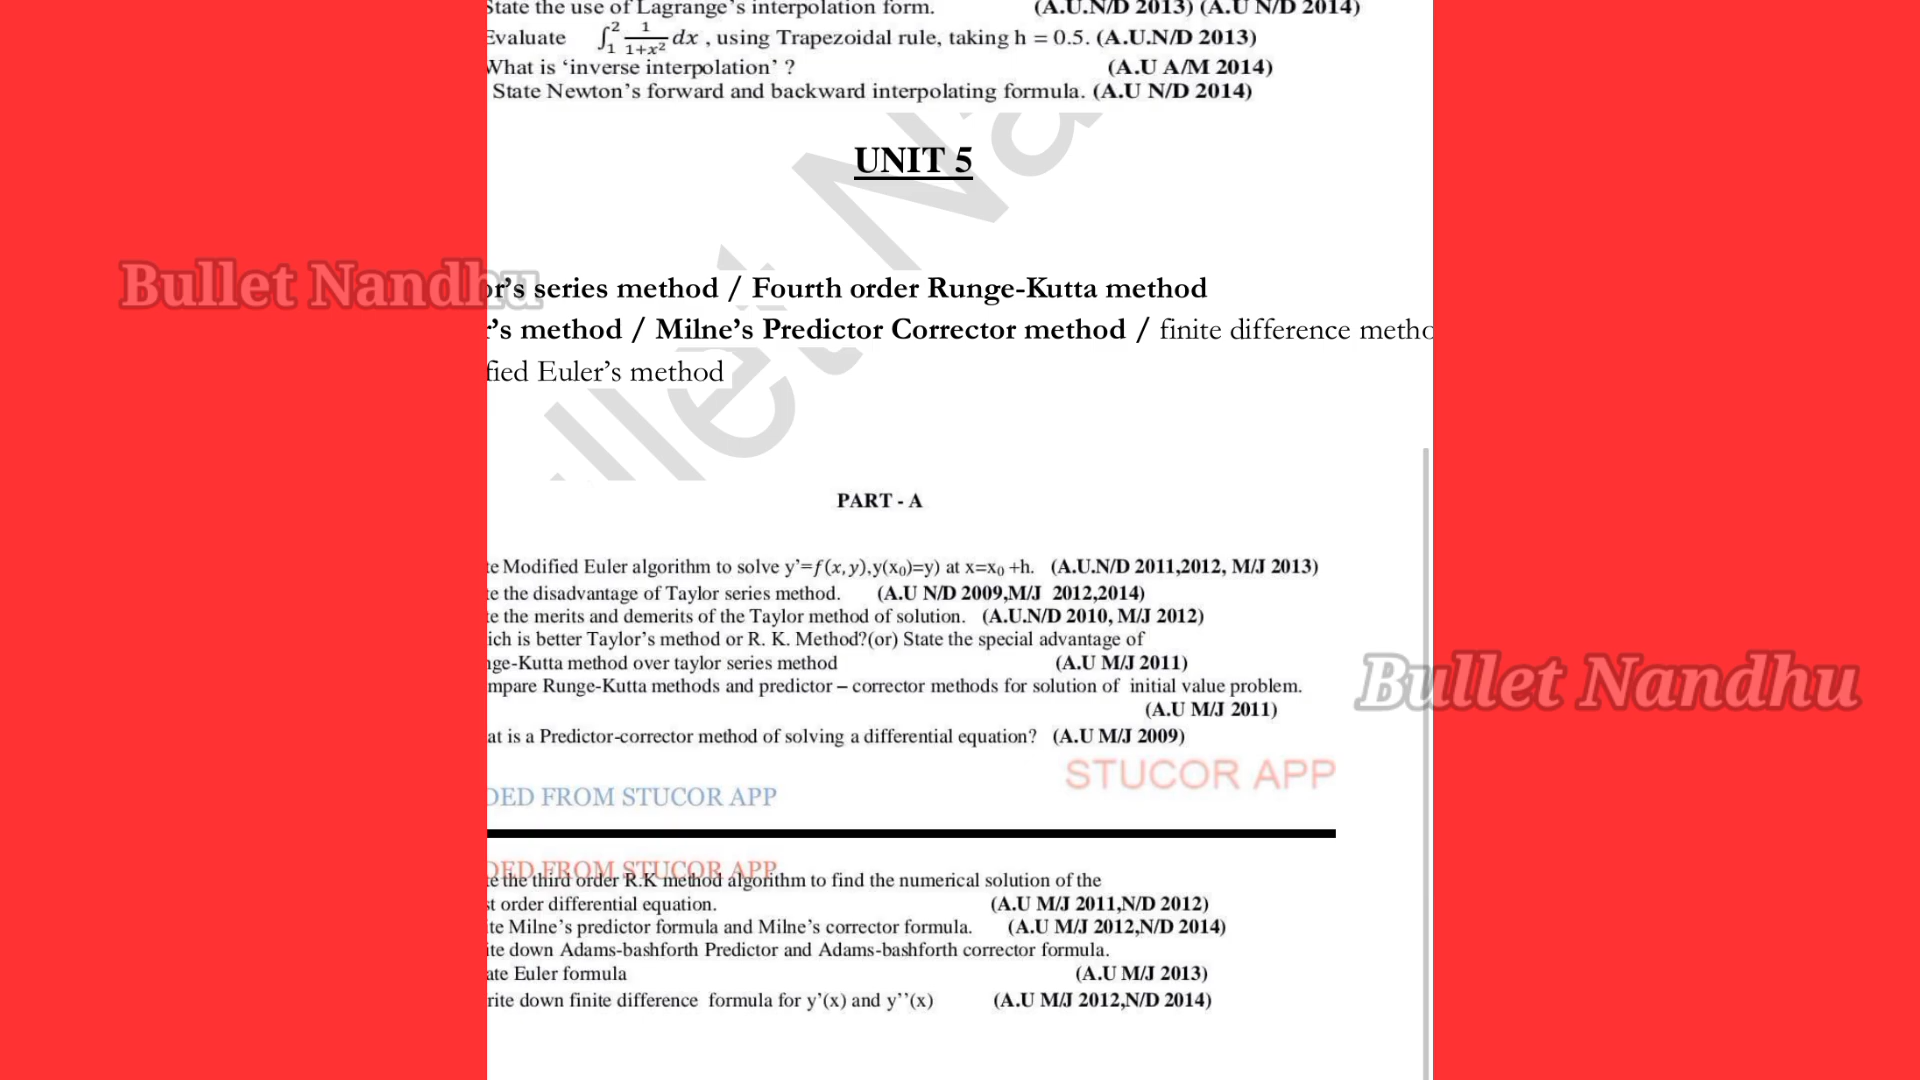 State the use of Lagrange's interpolation form. (A.U.N/D 2013) (A.U N/D 2014)
Evaluate ∫₁² 1/(1+x²) dx , using Trapezoidal rule, taking h = 0.5. (A.U.N/D 2013)
What is ‘inverse interpolation’ ? (A.U A/M 2014)
State Newton’s forward and backward interpolating formula. (A.U N/D 2014)
UNIT 5
Bullet Nandhu
r’s series method / Fourth order Runge-Kutta method
r’s method / Milne’s Predictor Corrector method / finite difference metho
fied Euler’s method
PART - A
te Modified Euler algorithm to solve y’=f(x,y),y(x₀)=y) at x=x₀ +h. (A.U.N/D 2011,2012, M/J 2013)
te the disadvantage of Taylor series method. (A.U N/D 2009,M/J 2012,2014)
te the merits and demerits of the Taylor method of solution. (A.U.N/D 2010, M/J 2012)
ich is better Taylor’s method or R. K. Method?(or) State the special advantage of
nge-Kutta method over taylor series method (A.U M/J 2011)
mpare Runge-Kutta methods and predictor – corrector methods for solution of initial value problem.
(A.U M/J 2011)
Bullet Nandhu
at is a Predictor-corrector method of solving a differential equation? (A.U M/J 2009)
STUCOR APP
DED FROM STUCOR APP
DED FROM STUCOR APP
te the third order R.K method algorithm to find the numerical solution of the
st order differential equation. (A.U M/J 2011,N/D 2012)
te Milne’s predictor formula and Milne’s corrector formula. (A.U M/J 2012,N/D 2014)
ite down Adams-bashforth Predictor and Adams-bashforth corrector formula.
ate Euler formula (A.U M/J 2013)
rite down finite difference formula for y’(x) and y’’(x) (A.U M/J 2012,N/D 2014)